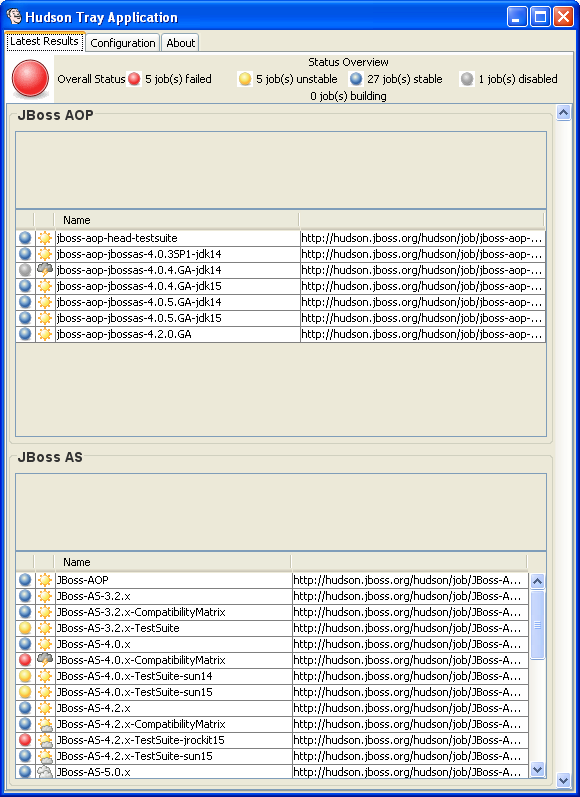 Hudson Tray Application
Latest Results Configuration About
Status Overview
Overall Status 5 job(s) failed 5 job(s) unstable 27 job(s) stable 1 job(s) disabled
0 job(s) building
JBoss AOP
Name
jboss-aop-head-testsuite http://hudson.jboss.org/hudson/job/jboss-aop-...
jboss-aop-jbossas-4.0.3SP1-jdk14 http://hudson.jboss.org/hudson/job/jboss-aop-...
jboss-aop-jbossas-4.0.4.GA-jdk14 http://hudson.jboss.org/hudson/job/jboss-aop-...
jboss-aop-jbossas-4.0.4.GA-jdk15 http://hudson.jboss.org/hudson/job/jboss-aop-...
jboss-aop-jbossas-4.0.5.GA-jdk14 http://hudson.jboss.org/hudson/job/jboss-aop-...
jboss-aop-jbossas-4.0.5.GA-jdk15 http://hudson.jboss.org/hudson/job/jboss-aop-...
jboss-aop-jbossas-4.2.0.GA http://hudson.jboss.org/hudson/job/jboss-aop-...
JBoss AS
Name
JBoss-AOP http://hudson.jboss.org/hudson/job/JBoss-A...
JBoss-AS-3.2.x http://hudson.jboss.org/hudson/job/JBoss-A...
JBoss-AS-3.2.x-CompatibilityMatrix http://hudson.jboss.org/hudson/job/JBoss-A...
JBoss-AS-3.2.x-TestSuite http://hudson.jboss.org/hudson/job/JBoss-A...
JBoss-AS-4.0.x http://hudson.jboss.org/hudson/job/JBoss-A...
JBoss-AS-4.0.x-CompatibilityMatrix http://hudson.jboss.org/hudson/job/JBoss-A...
JBoss-AS-4.0.x-TestSuite-sun14 http://hudson.jboss.org/hudson/job/JBoss-A...
JBoss-AS-4.0.x-TestSuite-sun15 http://hudson.jboss.org/hudson/job/JBoss-A...
JBoss-AS-4.2.x http://hudson.jboss.org/hudson/job/JBoss-A...
JBoss-AS-4.2.x-CompatibilityMatrix http://hudson.jboss.org/hudson/job/JBoss-A...
JBoss-AS-4.2.x-TestSuite-jrockit15 http://hudson.jboss.org/hudson/job/JBoss-A...
JBoss-AS-4.2.x-TestSuite-sun15 http://hudson.jboss.org/hudson/job/JBoss-A...
JBoss-AS-5.0.x http://hudson.jboss.org/hudson/job/JBoss-A...